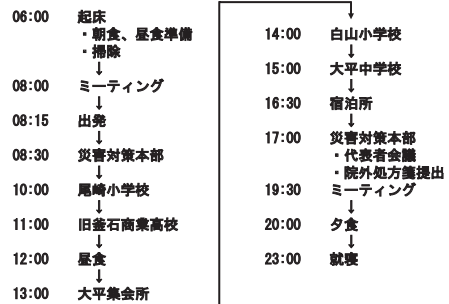 06:00 起床
・朝食、昼食準備
・掃除
↓
08:00 ミーティング
↓
08:15 出発
↓
08:30 災害対策本部
↓
10:00 尾崎小学校
↓
11:00 旧釜石商業高校
↓
12:00 昼食
↓
13:00 大平集会所
14:00 白山小学校
↓
15:00 大平中学校
↓
16:30 宿泊所
↓
17:00 災害対策本部
・代表者会議
・院外処方箋提出
19:30 ミーティング
↓
20:00 夕食
↓
23:00 就寝